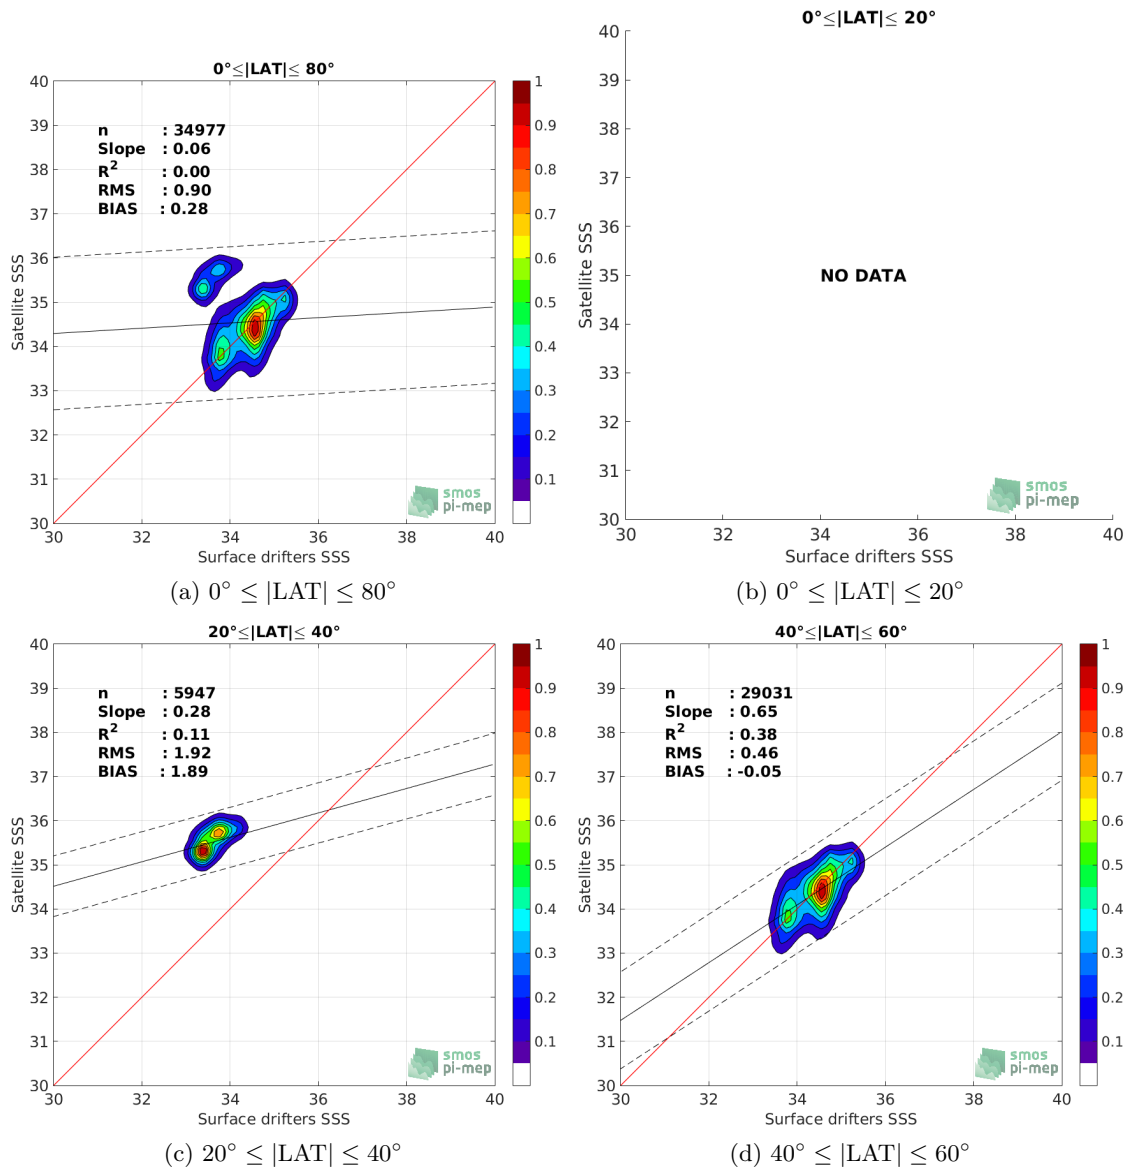 0°≤|LAT|≤ 80°
40
39
38
37
36
35
34
33
32
31
30
Satellite SSS
n : 34977
Slope : 0.06
R2 : 0.00
RMS : 0.90
BIAS : 0.28
smos
pi-mep
30 32 34 36 38 40
Surface drifters SSS
1
0.9
0.8
0.7
0.6
0.5
0.4
0.3
0.2
0.1
(a) 0° ≤ |LAT| ≤ 80°
0°≤|LAT|≤ 20°
40
39
38
37
36
35
34
33
32
31
30
Satellite SSS
NO DATA
smos
pi-mep
30 32 34 36 38 40
Surface drifters SSS
(b) 0° ≤ |LAT| ≤ 20°
20°≤|LAT|≤ 40°
40
39
38
37
36
35
34
33
32
31
30
Satellite SSS
n : 5947
Slope : 0.28
R2 : 0.11
RMS : 1.92
BIAS : 1.89
smos
pi-mep
30 32 34 36 38 40
Surface drifters SSS
1
0.9
0.8
0.7
0.6
0.5
0.4
0.3
0.2
0.1
(c) 20° ≤ |LAT| ≤ 40°
40°≤|LAT|≤ 60°
40
39
38
37
36
35
34
33
32
31
30
Satellite SSS
n : 29031
Slope : 0.65
R2 : 0.38
RMS : 0.46
BIAS : -0.05
smos
pi-mep
30 32 34 36 38 40
Surface drifters SSS
1
0.9
0.8
0.7
0.6
0.5
0.4
0.3
0.2
0.1
(d) 40° ≤ |LAT| ≤ 60°